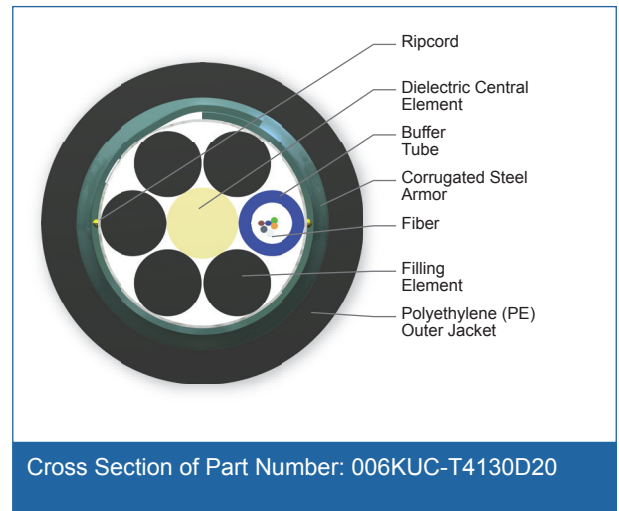 Ripcord
Dielectric Central
Element
Buffer
Tube
Corrugated Steel
Armor
Fiber
Filling
Element
Polyethylene (PE)
Outer Jacket
Cross Section of Part Number: 006KUC-T4130D20